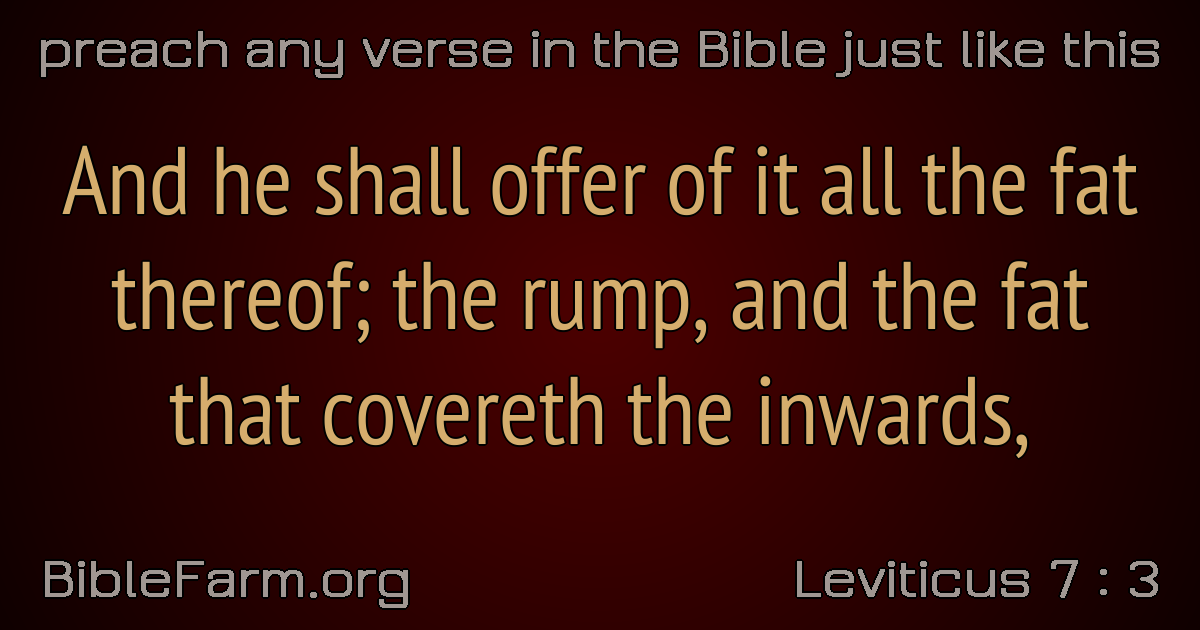 preach any verse in the Bible just like this
And he shall offer of it all the fat
thereof; the rump, and the fat
that covereth the inwards,
BibleFarm.org
Leviticus 7 : 3